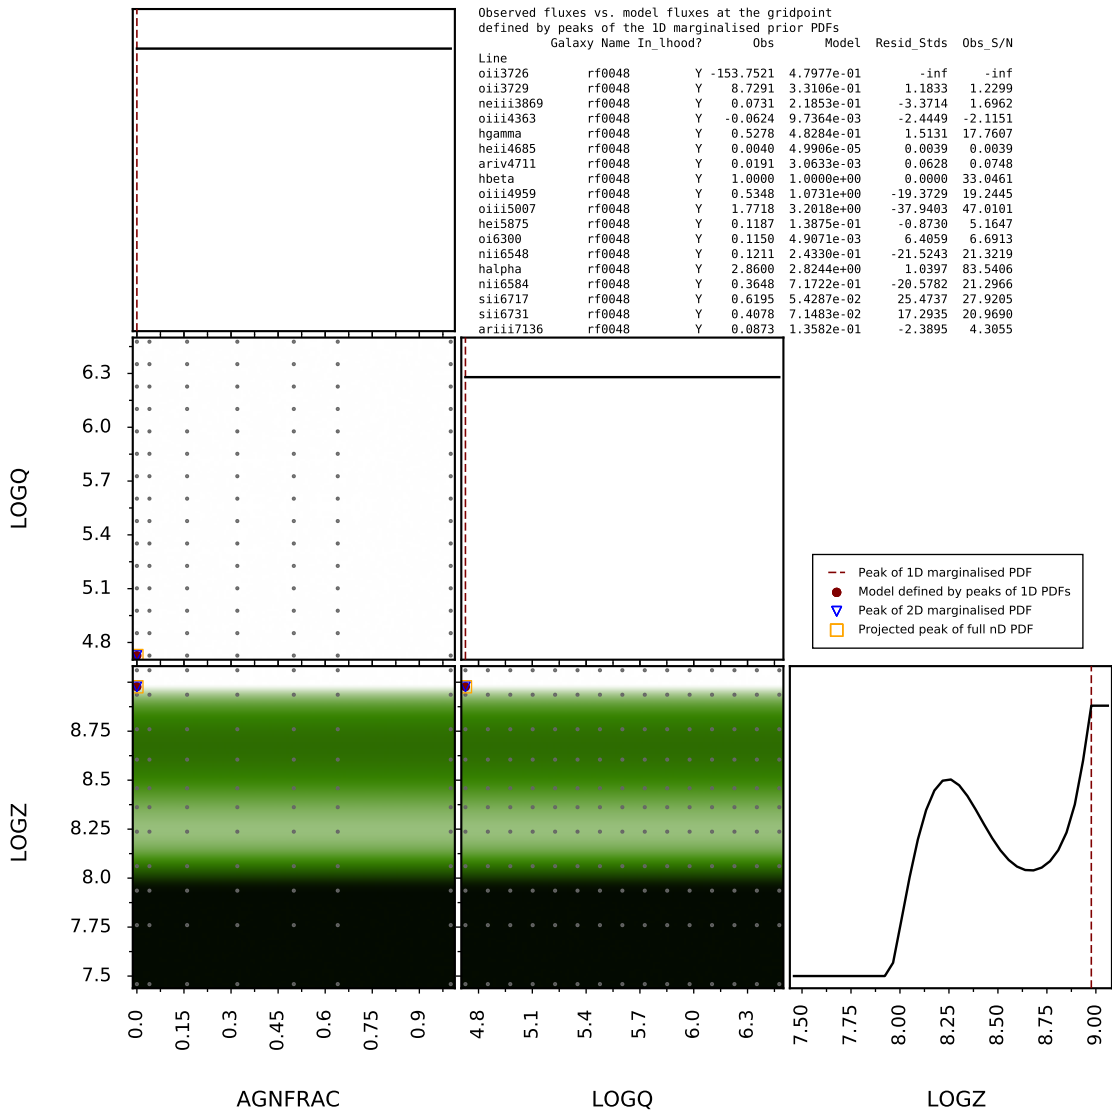 Observed fluxes vs. model fluxes at the gridpoint
defined by peaks of the 1D marginalised prior PDFs
Galaxy Name In_lhood? Obs Model Resid_Stds Obs_S/N
Line
oii3726 rf0048 Y -153.7521 4.7977e-01 -inf -inf
oii3729 rf0048 Y 8.7291 3.3106e-01 1.1833 1.2299
neiii3869 rf0048 Y 0.0731 2.1853e-01 -3.3714 1.6962
oiii4363 rf0048 Y -0.0624 9.7364e-03 -2.4449 -2.1151
hgamma rf0048 Y 0.5278 4.8284e-01 1.5131 17.7607
heii4685 rf0048 Y 0.0040 4.9906e-05 0.0039 0.0039
ariv4711 rf0048 Y 0.0191 3.0633e-03 0.0628 0.0748
hbeta rf0048 Y 1.0000 1.0000e+00 0.0000 33.0461
oiii4959 rf0048 Y 0.5348 1.0731e+00 -19.3729 19.2445
oiii5007 rf0048 Y 1.7718 3.2018e+00 -37.9403 47.0101
hei5875 rf0048 Y 0.1187 1.3875e-01 -0.8730 5.1647
oi6300 rf0048 Y 0.1150 4.9071e-03 6.4059 6.6913
nii6548 rf0048 Y 0.1211 2.4330e-01 -21.5243 21.3219
halpha rf0048 Y 2.8600 2.8244e+00 1.0397 83.5406
nii6584 rf0048 Y 0.3648 7.1722e-01 -20.5782 21.2966
sii6717 rf0048 Y 0.6195 5.4287e-02 25.4737 27.9205
sii6731 rf0048 Y 0.4078 7.1483e-02 17.2935 20.9690
ariii7136 rf0048 Y 0.0873 1.3582e-01 -2.3895 4.3055
LOGQ
6.3
6.0
5.7
5.4
5.1
4.8
Peak of 1D marginalised PDF
Model defined by peaks of 1D PDFs
Peak of 2D marginalised PDF
Projected peak of full nD PDF
LOGZ
8.75
8.5
8.25
8.0
7.75
7.5
0.0 0.15 0.3 0.45 0.6 0.75 0.9
4.8 5.1 5.4 5.7 6.0 6.3
7.50 7.75 8.00 8.25 8.50 8.75 9.00
AGNFRAC LOGQ LOGZ